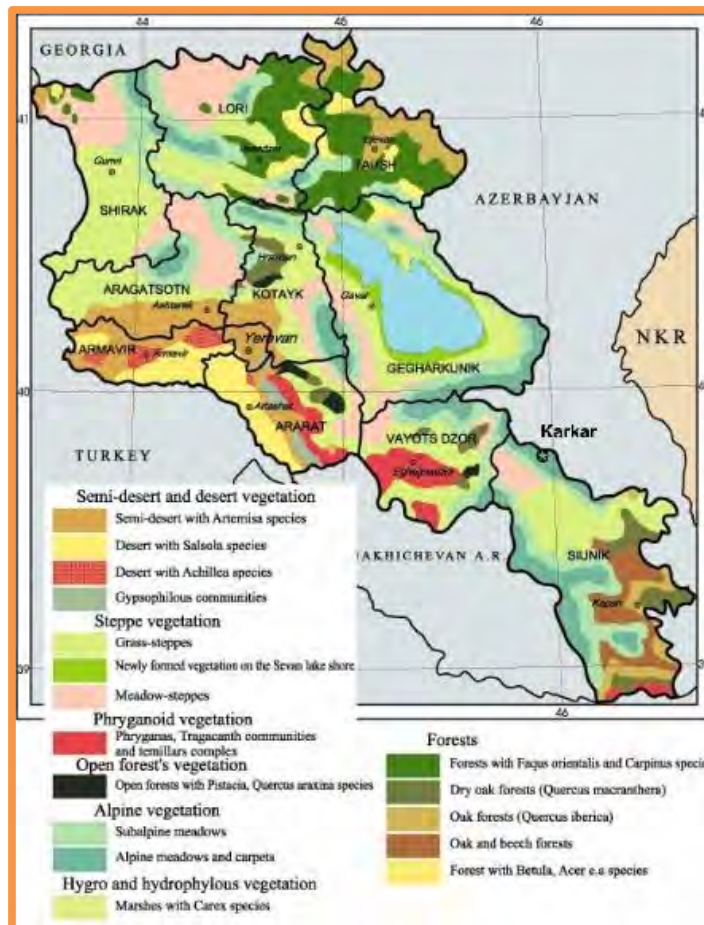 44
46
46
GEORGIA
41
LORI
TAUSH
Gumri
SHIRAK
AZERBAYJAN
Hrazdan
ARAGATSOTN
KOTAYK
Gavar
Ashtarak
NKR
ARMAVIR
Armavir
Yerevan
GEGHARKUNIK
40
Artashat
ARARAT
VAYOTS DZOR
Karkar
TURKEY
Semi-desert and desert vegetation
Semi-desert with Artemisa species
Desert with Salsola species
Desert with Achillea species
Gypsophilous communities
AKHICHEVAN A.R.
SIUNIK
Kapan
Steppe vegetation
Grass-steppes
Newly formed vegetation on the Sevan lake shore
Meadow-steppes
39
46
Phryganoid vegetation
Phryganas, Tragacanth communities
and temillars complex
Open forest's vegetation
Open forests with Pistacia, Quercus araxina species
Alpine vegetation
Subalpine meadows
Alpine meadows and carpets
Hygro and hydrophylous vegetation
Marshes with Carex species
Forests
Forests with Faqus orientalis and Carpinus specie
Dry oak forests (Quercus macranthera)
Oak forests (Quercus iberica)
Oak and beech forests
Forest with Betula, Acer e.a species